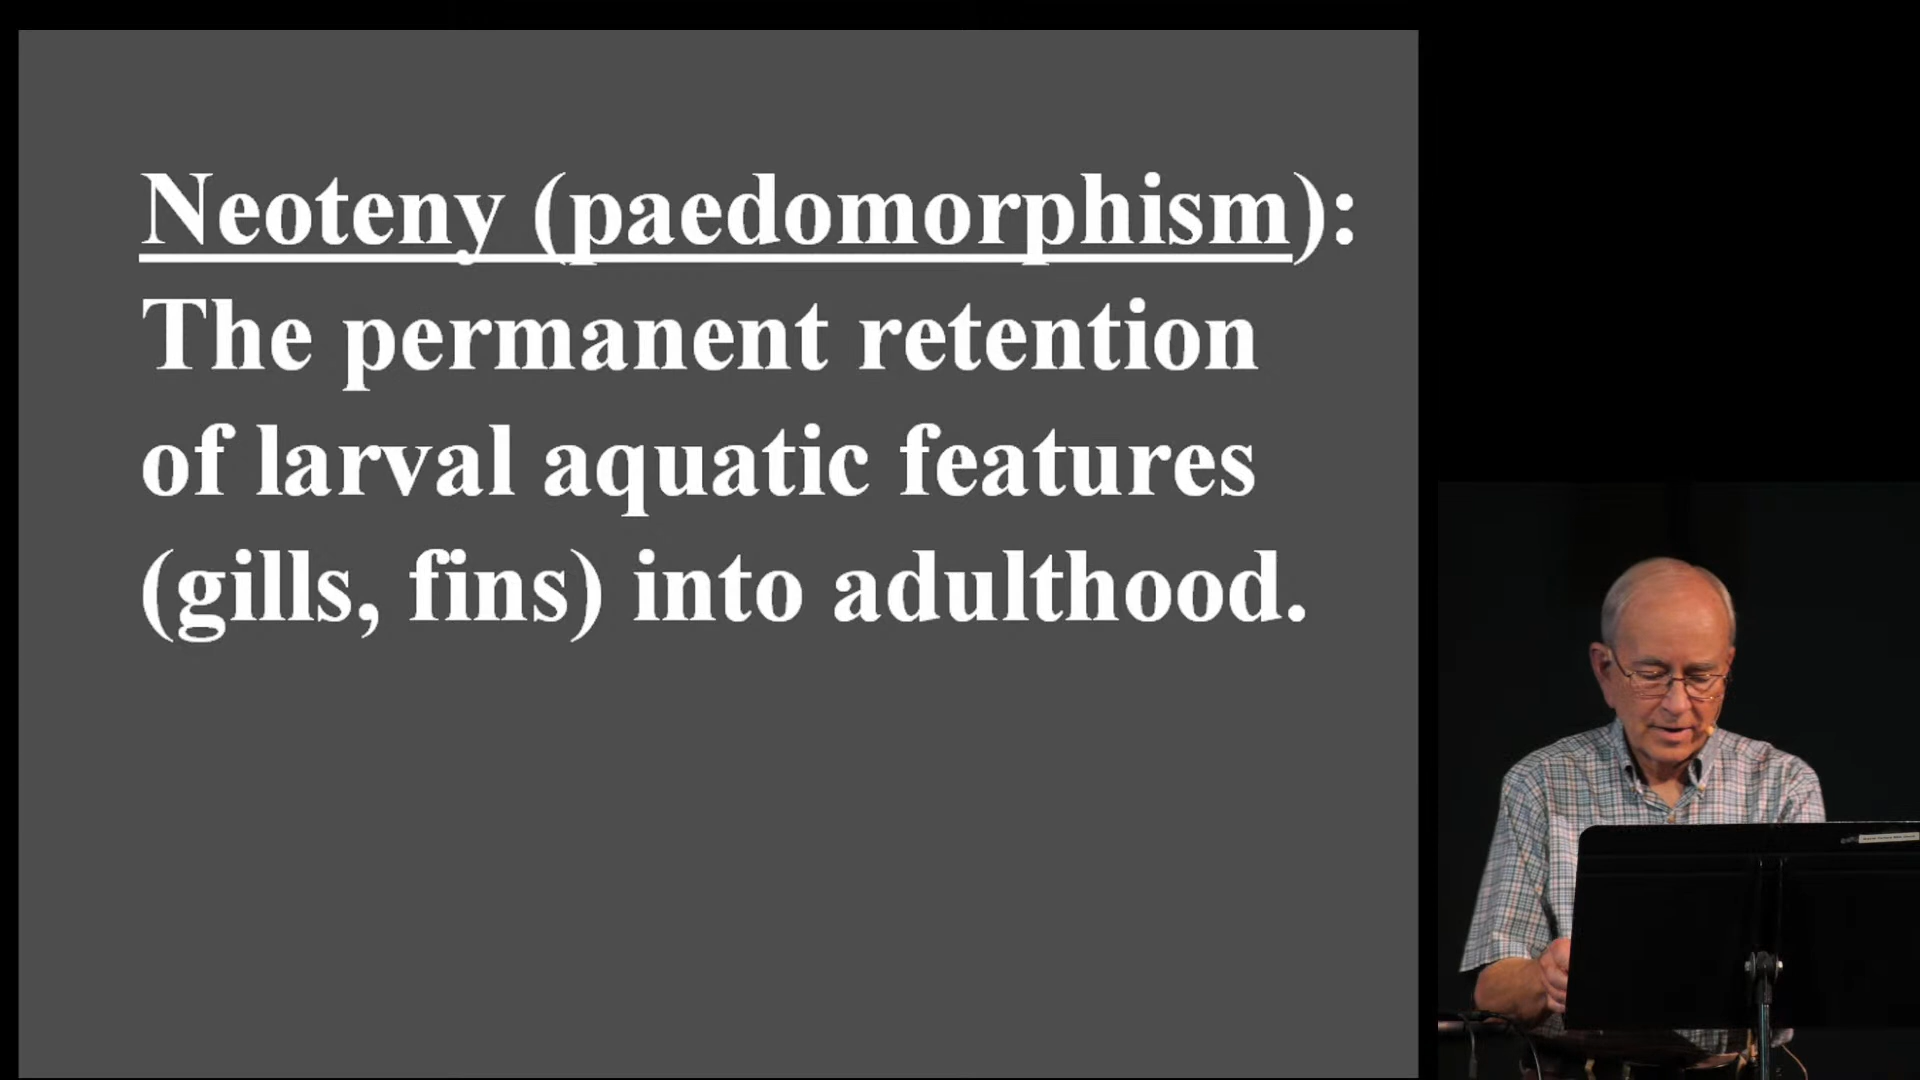 Neoteny (paedomorphism):
The permanent retention
of larval aquatic features
(gills, fins) into adulthood.